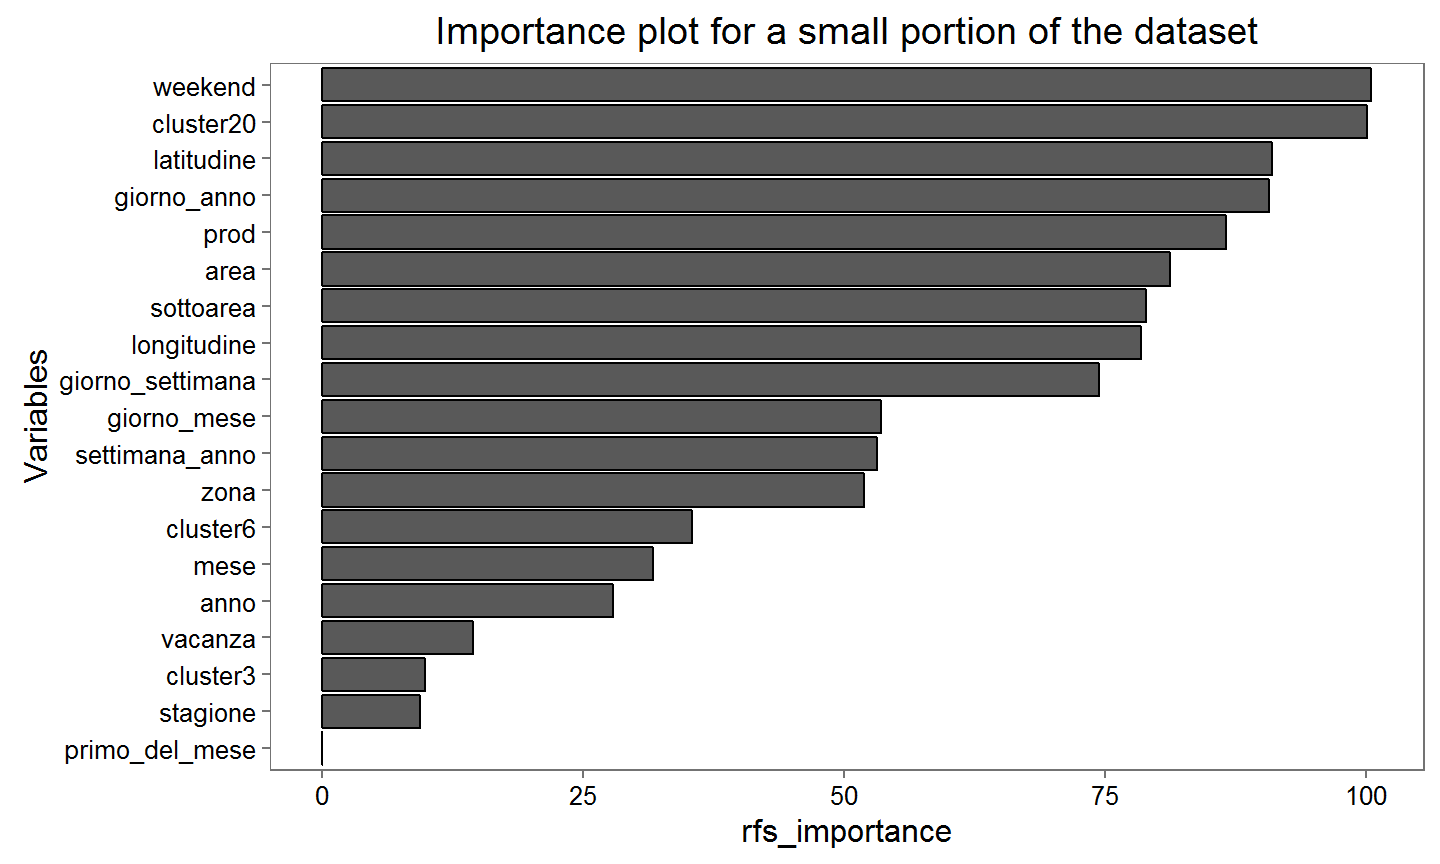 Importance plot for a small portion of the dataset
Variables
weekend
cluster20
latitudine
giorno_anno
prod
area
sottoarea
longitudine
giorno_settimana
giorno_mese
settimana_anno
zona
cluster6
mese
anno
vacanza
cluster3
stagione
primo_del_mese
0 25 50 75 100
rfs_importance